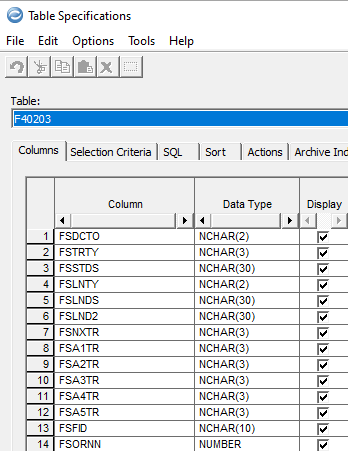 Table Specifications
File Edit Options Tools Help
Table:
F40203
Columns Selection Criteria SQL Sort Actions Archive Ind
Column Data Type Display
1 FSDCTO NCHAR(2)
2 FSTRTY NCHAR(3)
3 FSSTDS NCHAR(30)
4 FSLNTY NCHAR(2)
5 FSLNDS NCHAR(30)
6 FSLND2 NCHAR(30)
7 FSNXTR NCHAR(3)
8 FSA1TR NCHAR(3)
9 FSA2TR NCHAR(3)
10 FSA3TR NCHAR(3)
11 FSA4TR NCHAR(3)
12 FSA5TR NCHAR(3)
13 FSFID NCHAR(10)
14 FSORNN NUMBER